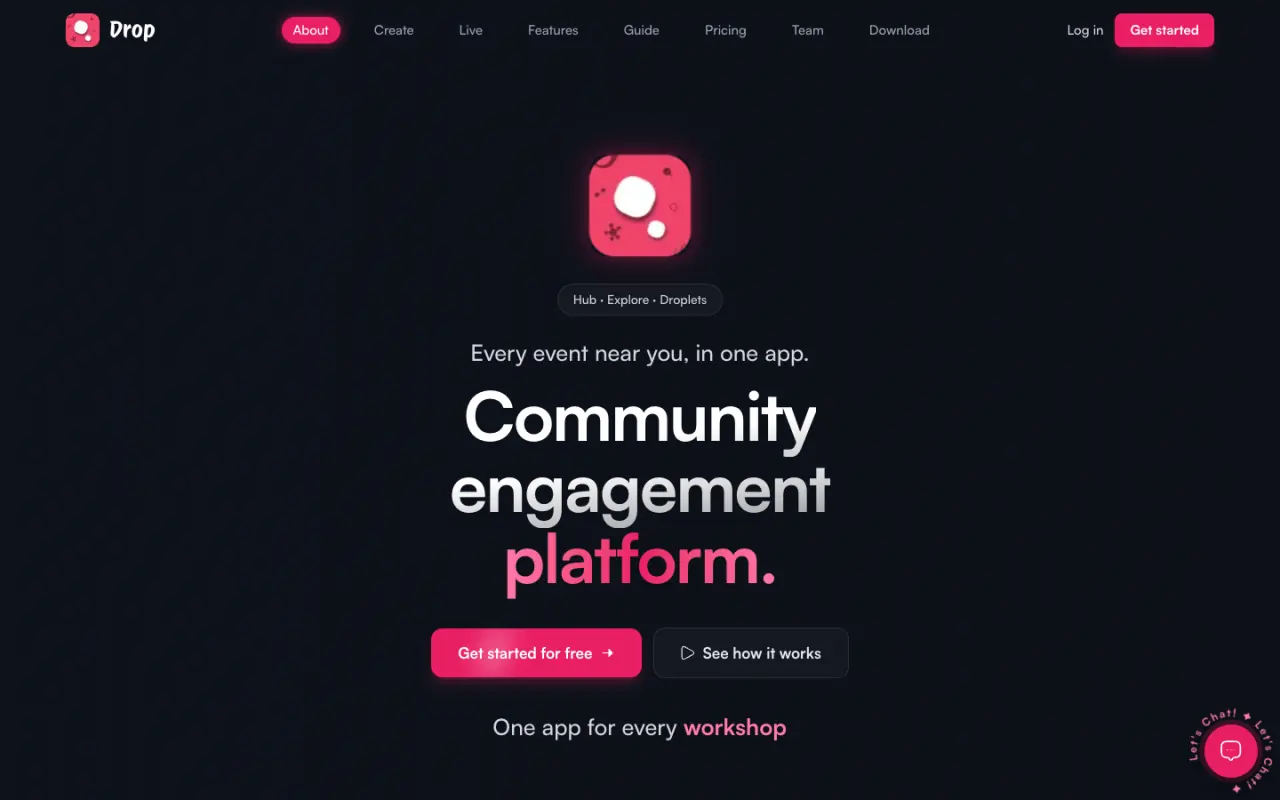 Drop
About
Create
Live
Features
Guide
Pricing
Team
Download
Log in
Get started
Hub · Explore · Droplets
Every event near you, in one app.
Community
engagement
platform.
Get started for free →
See how it works
One app for every workshop
Let's Chat! ✦ Let's Chat! ✦